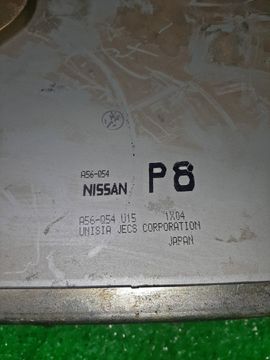 A56-054
NISSAN P8
A56-054 U15 1X04
UNISIA JECS CORPORATION
JAPAN